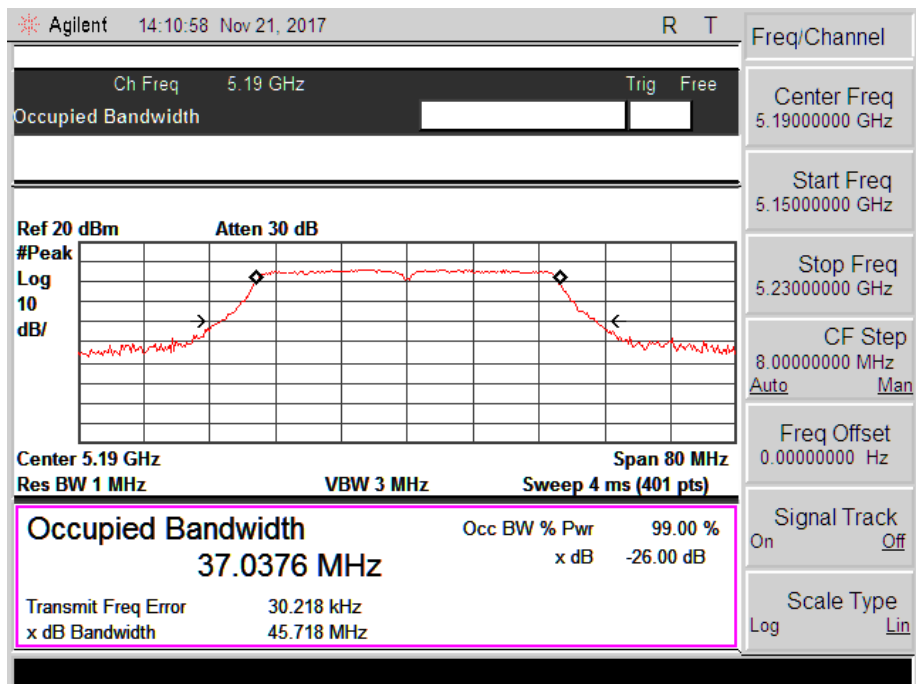 Agilent 14:10:58 Nov 21, 2017 R T
Ch Freq 5.19 GHz Trig Free
Occupied Bandwidth
Ref 20 dBm Atten 30 dB
#Peak
Log
10
dB/
Center 5.19 GHz Span 80 MHz
Res BW 1 MHz VBW 3 MHz Sweep 4 ms (401 pts)
Occupied Bandwidth Occ BW % Pwr 99.00 %
37.0376 MHz x dB -26.00 dB
Transmit Freq Error 30.218 kHz
x dB Bandwidth 45.718 MHz
Freq/Channel
Center Freq
5.19000000 GHz
Start Freq
5.15000000 GHz
Stop Freq
5.23000000 GHz
CF Step
8.00000000 MHz
Auto Man
Freq Offset
0.00000000 Hz
Signal Track
On Off
Scale Type
Log Lin